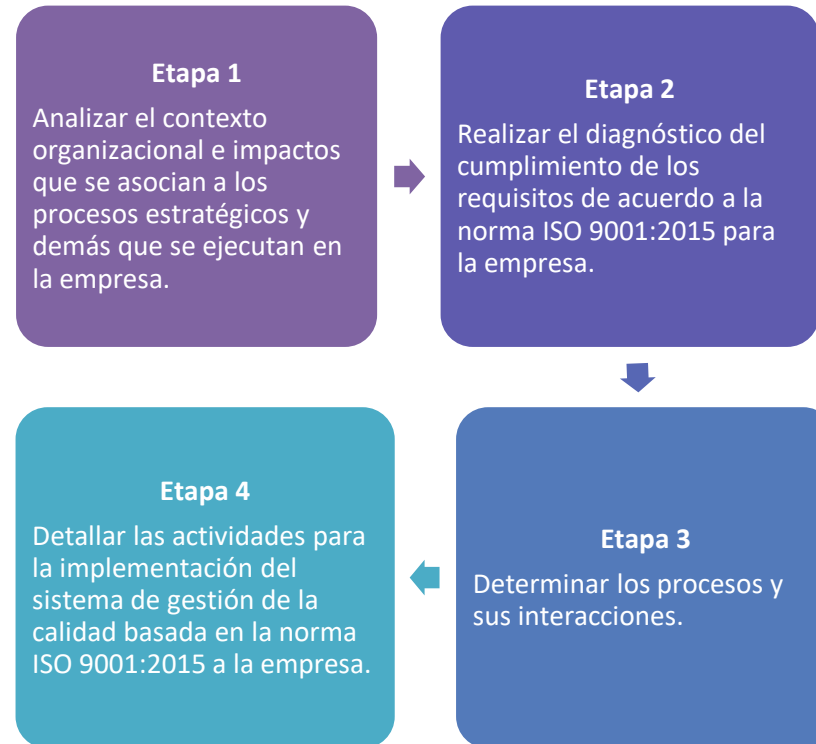 Etapa 1
Analizar el contexto
organizacional e impactos
que se asocian a los
procesos estratégicos y
demás que se ejecutan en
la empresa.
Etapa 2
Realizar el diagnóstico del
cumplimiento de los
requisitos de acuerdo a la
norma ISO 9001:2015 para
la empresa.
Etapa 3
Determinar los procesos y
sus interacciones.
Etapa 4
Detallar las actividades para
la implementación del
sistema de gestión de la
calidad basada en la norma
ISO 9001:2015 a la empresa.